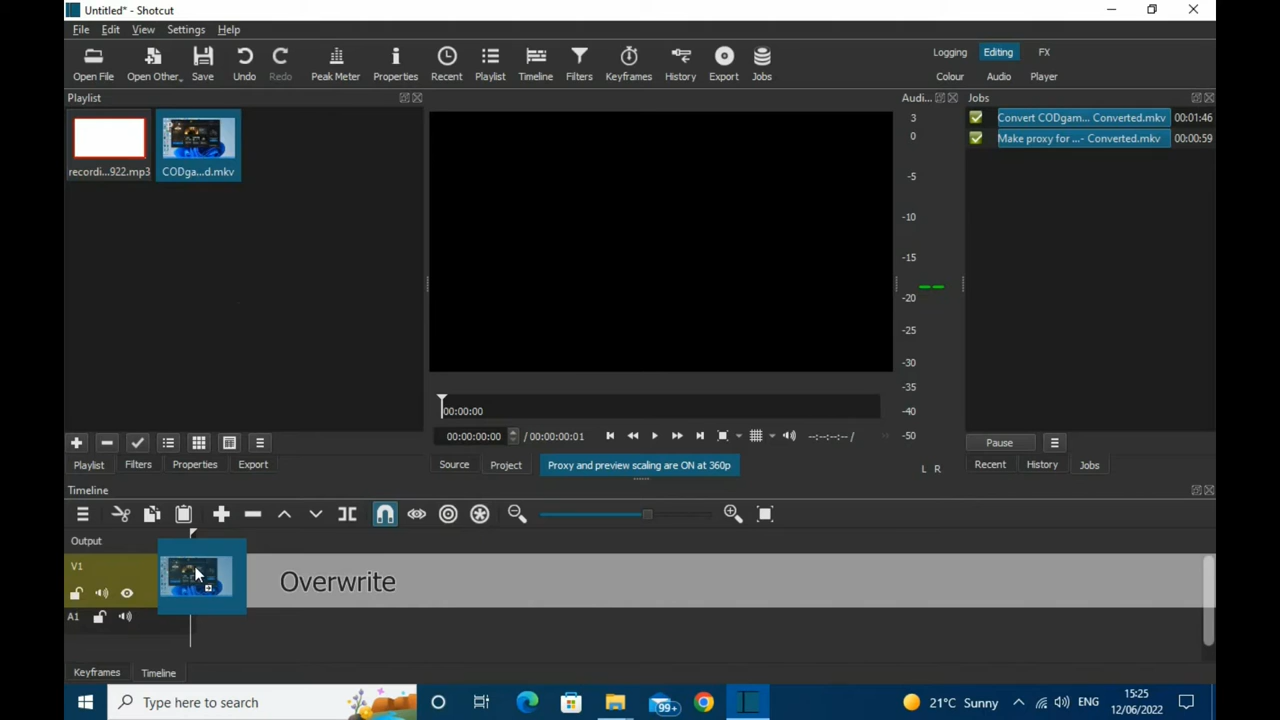 Untitled* - Shotcut
File Edit View Settings Help
Open File Open Other.. Save Undo Redo Peak Meter Properties Recent Playlist Timeline Filters Keyframes History Export Jobs
Logging Editing FX
Colour Audio Player
Playlist
Audi...
Jobs
recordi...922.mp3
CODga...d.mkv
3
0
-5
-10
-15
-20
-25
-30
-35
-40
-50
L R
Convert CODgam... Converted.mkv 00:01:46
Make proxy for ...- Converted.mkv 00:00:59
00:00:00
00:00:00:00 / 00:00:00:01
--:--:--:-- /
Pause
Playlist Filters Properties Export
Source Project Proxy and preview scaling are ON at 360p
Recent History Jobs
Timeline
Output
V1
Overwrite
A1
Keyframes Timeline
Type here to search
99+
21°C Sunny
ENG
15:25
12/06/2022